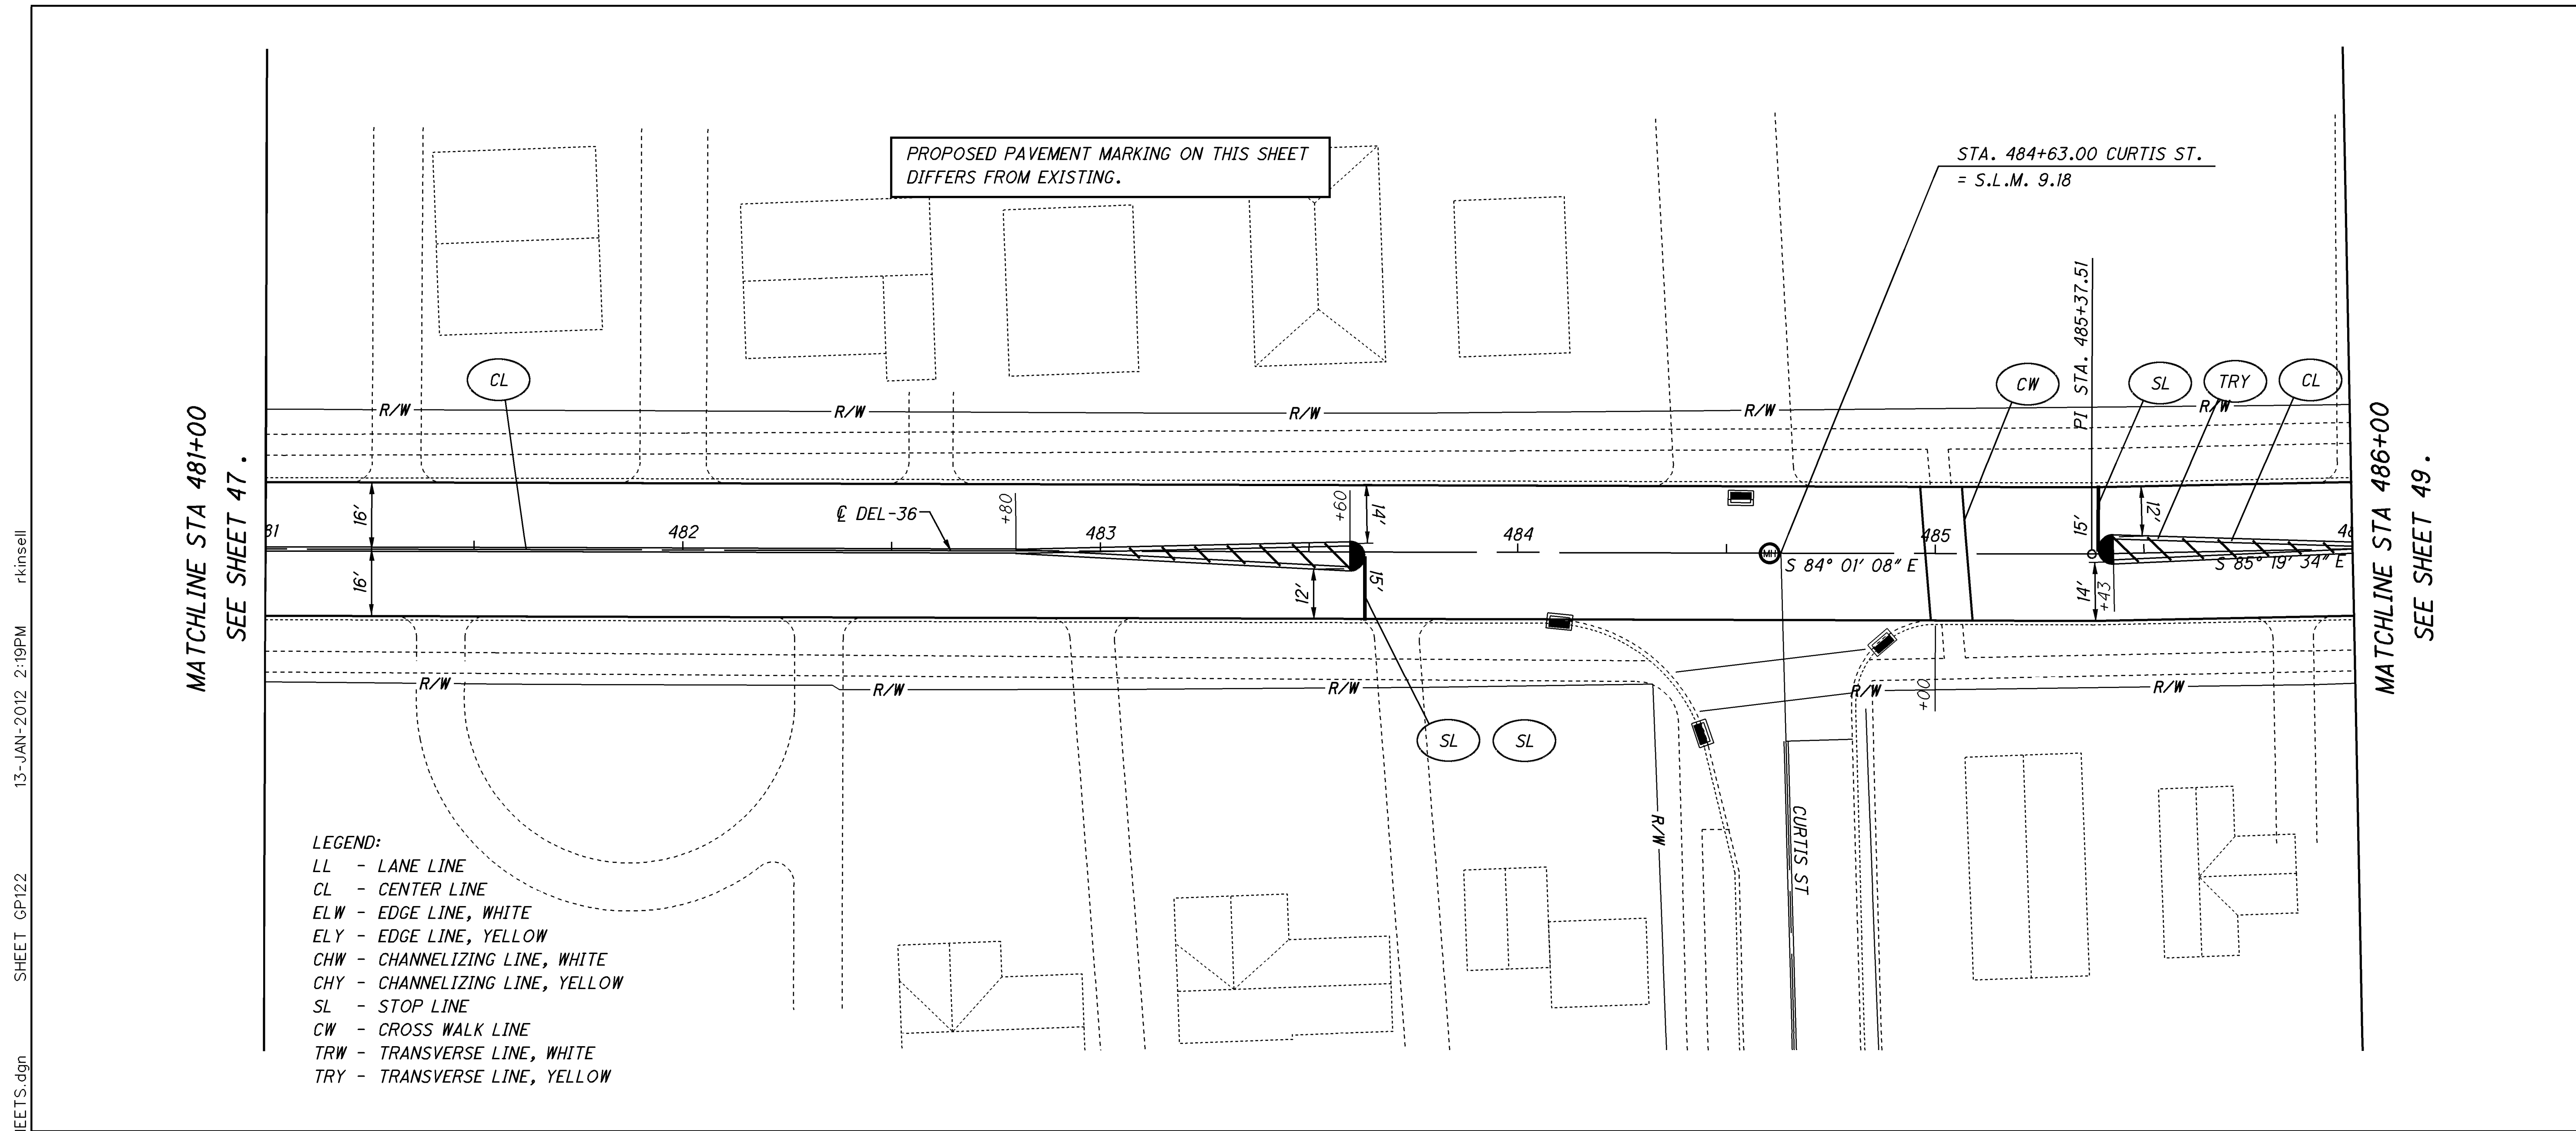 PROPOSED PAVEMENT MARKING ON THIS SHEET
DIFFERS FROM EXISTING.
STA. 484+63.00 CURTIS ST.
= S.L.M. 9.18
PI STA. 485+37.51
CL
CW
SL
TRY
CL
R/W
R/W
R/W
R/W
R/W
MATCHLINE STA 481+00
SEE SHEET 47.
MATCHLINE STA 486+00
SEE SHEET 49.
16'
16'
81
482
℄ DEL-36
+80
483
+60
14'
12'
15'
484
MH
S 84° 01' 08" E
485
15'
12'
14'
+43
S 85° 19' 34" E
48
R/W
R/W
R/W
R/W
R/W
+00
SL
SL
R/W
CURTIS ST
LEGEND:
LL - LANE LINE
CL - CENTER LINE
ELW - EDGE LINE, WHITE
ELY - EDGE LINE, YELLOW
CHW - CHANNELIZING LINE, WHITE
CHY - CHANNELIZING LINE, YELLOW
SL - STOP LINE
CW - CROSS WALK LINE
TRW - TRANSVERSE LINE, WHITE
TRY - TRANSVERSE LINE, YELLOW
EETS.dgn SHEET GP122 13-JAN-2012 2:19PM rkinsell